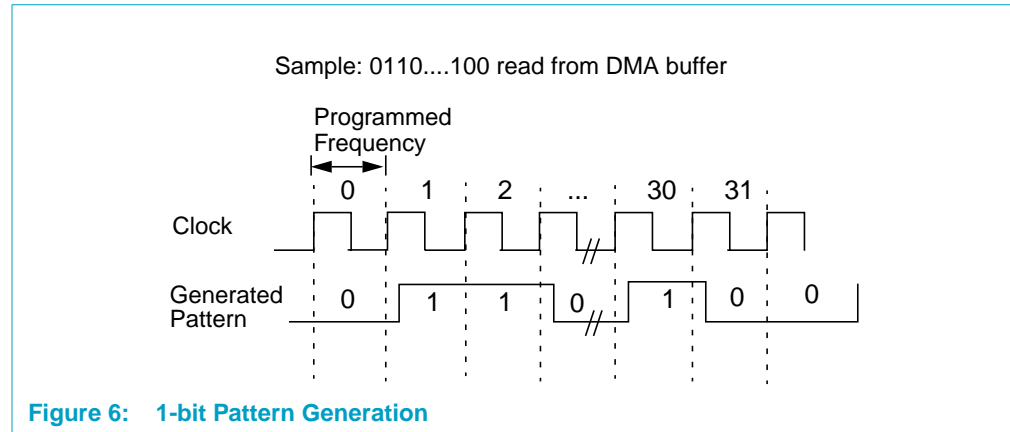 Sample: 0110....100 read from DMA buffer
Programmed
Frequency
0 1 2 ... 30 31
Clock
Generated
Pattern
0 1 1 0 1 0 0
Figure 6: 1-bit Pattern Generation